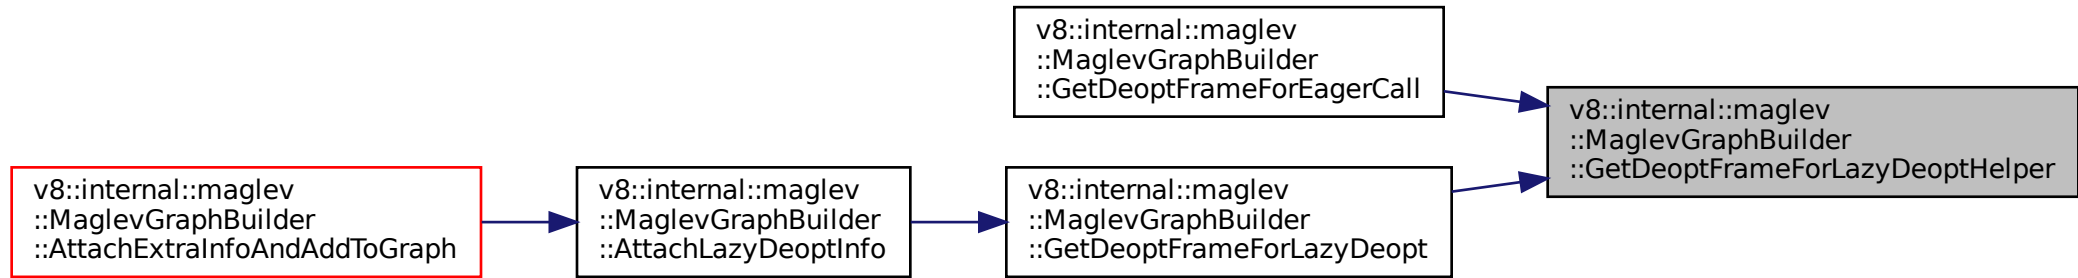 v8::internal::maglev
::MaglevGraphBuilder
::GetDeoptFrameForEagerCall
v8::internal::maglev
::MaglevGraphBuilder
::GetDeoptFrameForLazyDeoptHelper
v8::internal::maglev
::MaglevGraphBuilder
::AttachExtraInfoAndAddToGraph
v8::internal::maglev
::MaglevGraphBuilder
::AttachLazyDeoptInfo
v8::internal::maglev
::MaglevGraphBuilder
::GetDeoptFrameForLazyDeopt